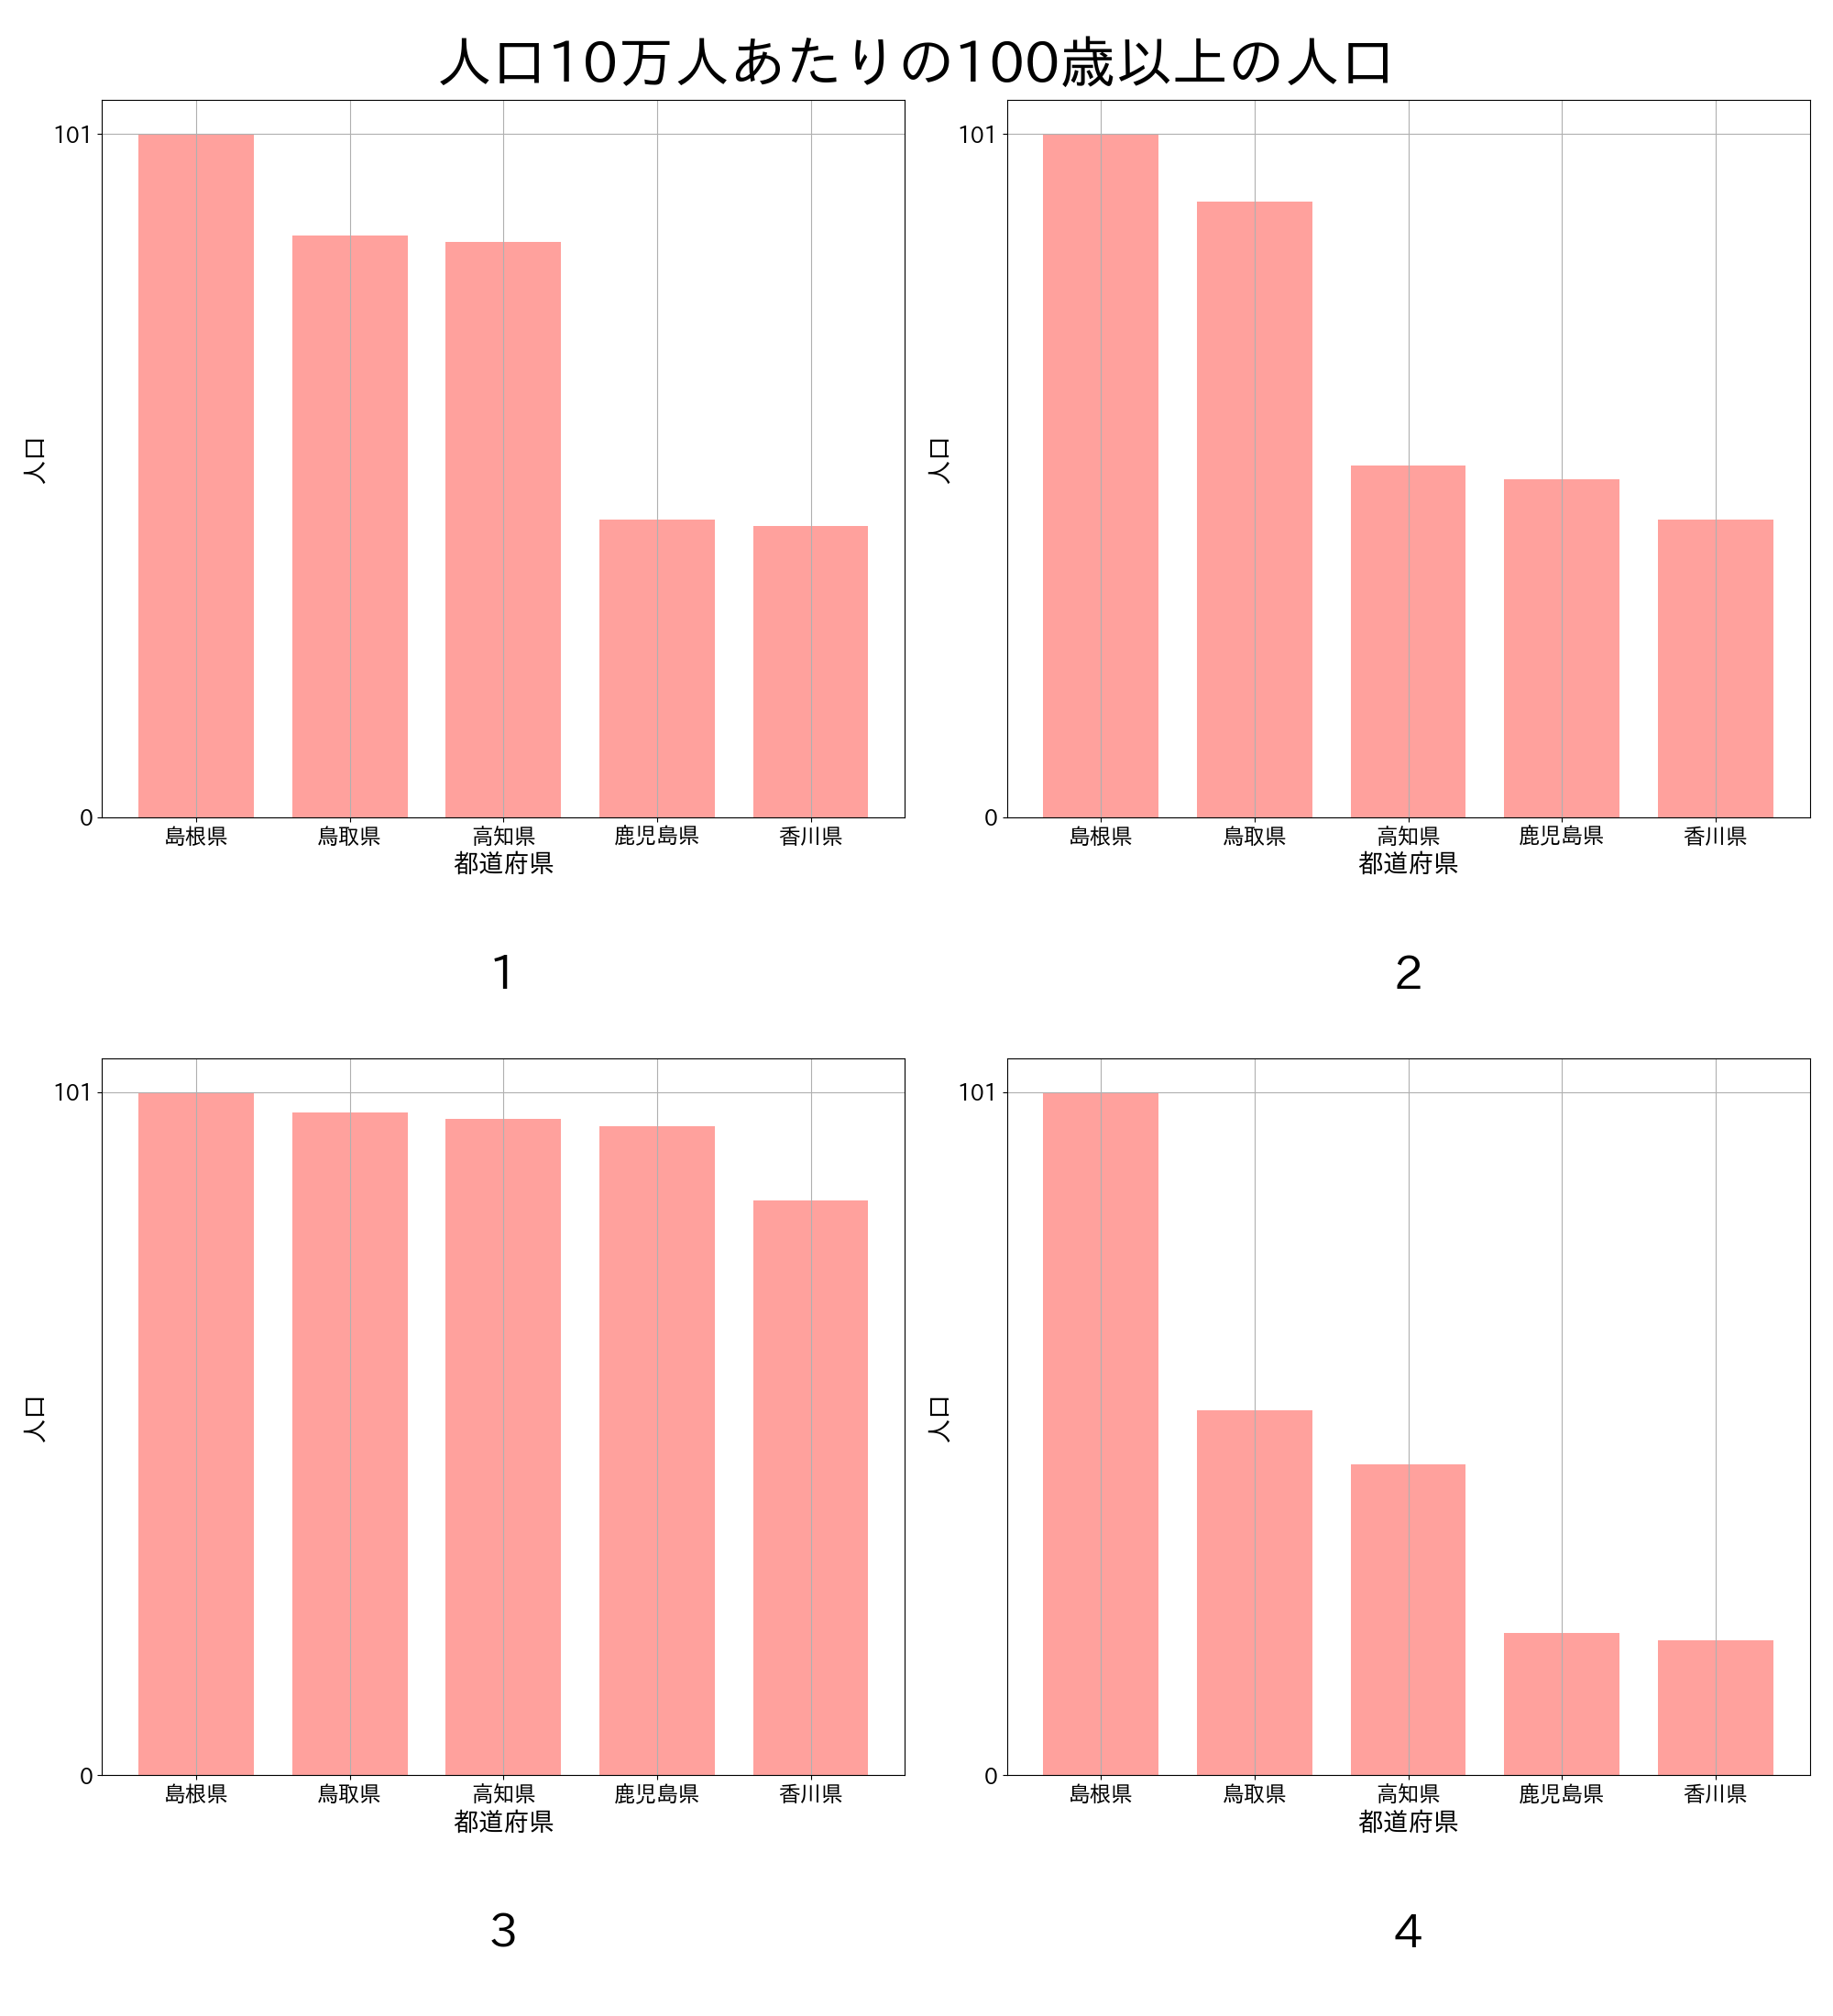 人口10万人あたりの100歳以上の人口
101
0
人口
島根県 鳥取県 高知県 鹿児島県 香川県
都道府県
1
101
0
人口
島根県 鳥取県 高知県 鹿児島県 香川県
都道府県
2
101
0
人口
島根県 鳥取県 高知県 鹿児島県 香川県
都道府県
3
101
0
人口
島根県 鳥取県 高知県 鹿児島県 香川県
都道府県
4